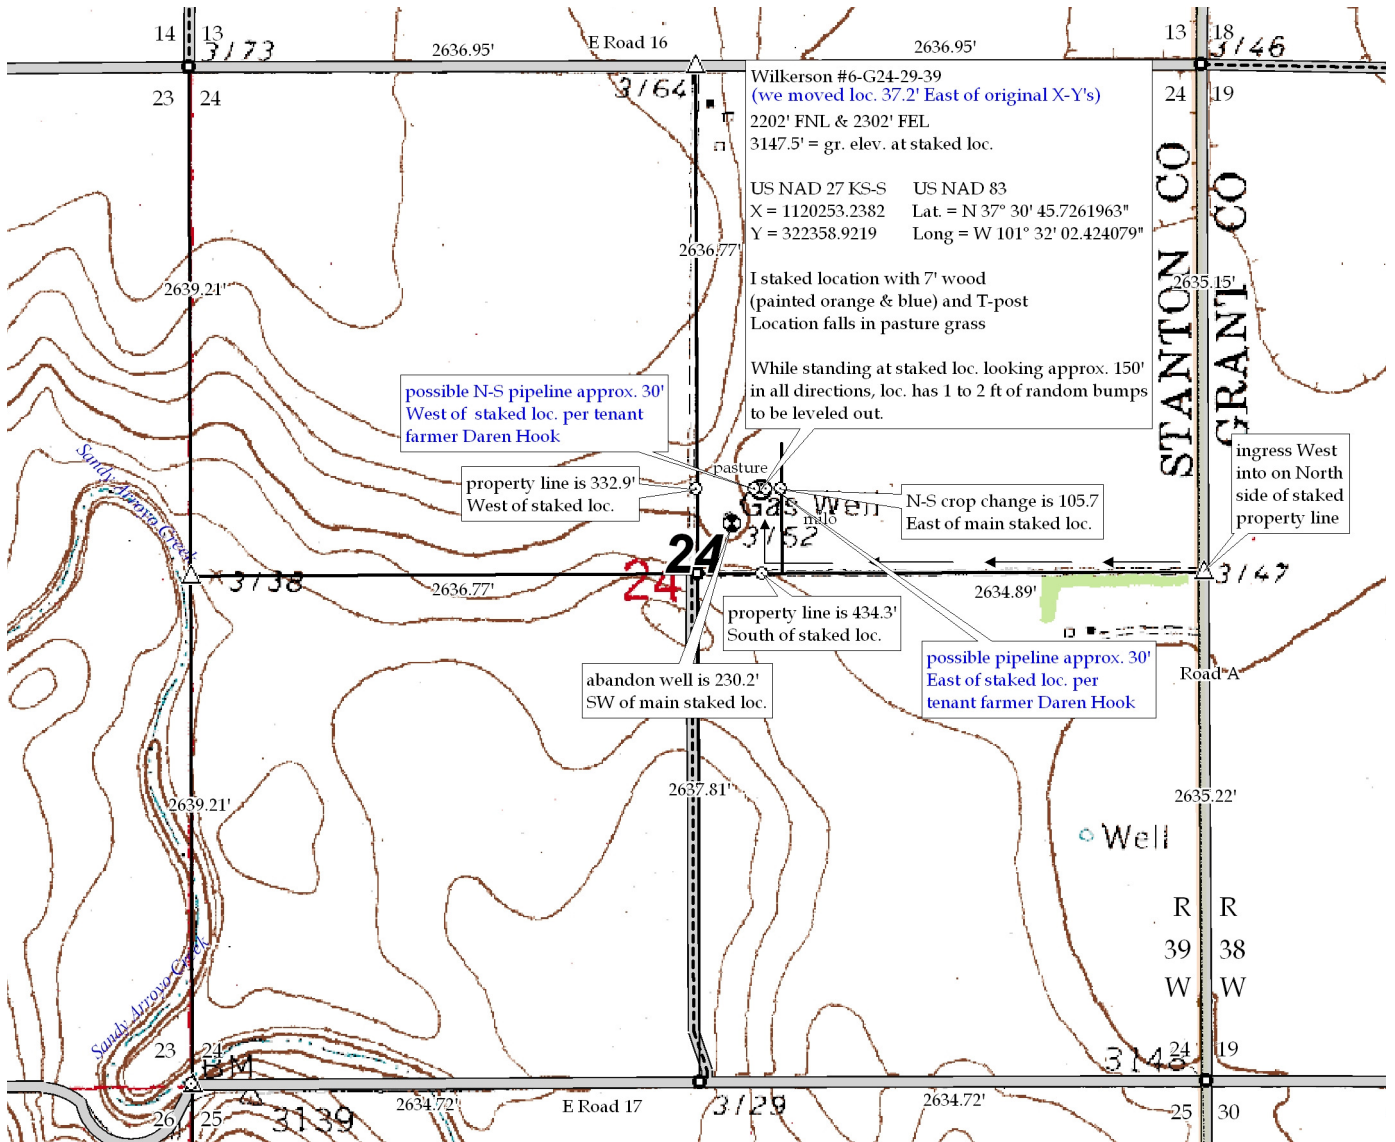 14 13
3173
2636.95'
E Road 16
2636.95'
13 18
3146
23 24
3164
24 19
Wilkerson #6-G24-29-39
(we moved loc. 37.2' East of original X-Y's)
2202' FNL & 2302' FEL
3147.5' = gr. elev. at staked loc.
US NAD 27 KS-S US NAD 83
X = 1120253.2382 Lat. = N 37° 30' 45.7261963"
Y = 322358.9219 Long = W 101° 32' 02.424079"
I staked location with 7' wood
(painted orange & blue) and T-post
Location falls in pasture grass
While standing at staked loc. looking approx. 150'
in all directions, loc. has 1 to 2 ft of random bumps
to be leveled out.
STANTON CO
GRANT CO
2636.77'
2639.21'
2635.15'
possible N-S pipeline approx. 30'
West of staked loc. per tenant
farmer Daren Hook
ingress West
into on North
side of staked
property line
Sandy Arroyo Creek
property line is 332.9'
West of staked loc.
pasture
Gas Well
milo
3152
N-S crop change is 105.7
East of main staked loc.
24
24
3138
2636.77'
2634.89'
3147
property line is 434.3'
South of staked loc.
possible pipeline approx. 30'
East of staked loc. per
tenant farmer Daren Hook
abandon well is 230.2'
SW of main staked loc.
Road A
2639.21'
2637.81'
2635.22'
Well
R R
39 38
W W
Sandy Arroyo Creek
23 24
24 19
3148
BM
3139
2634.72'
E Road 17
3129
2634.72'
26 25
25 30